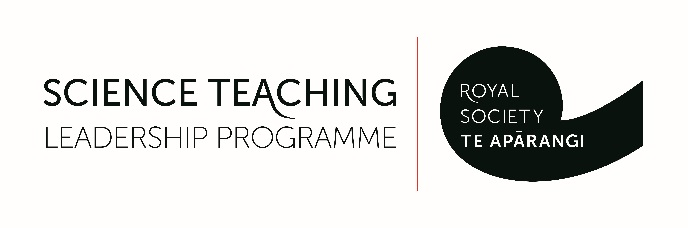 SCIENCE TEACHING
LEADERSHIP PROGRAMME
ROYAL
SOCIETY
TE APĀRANGI